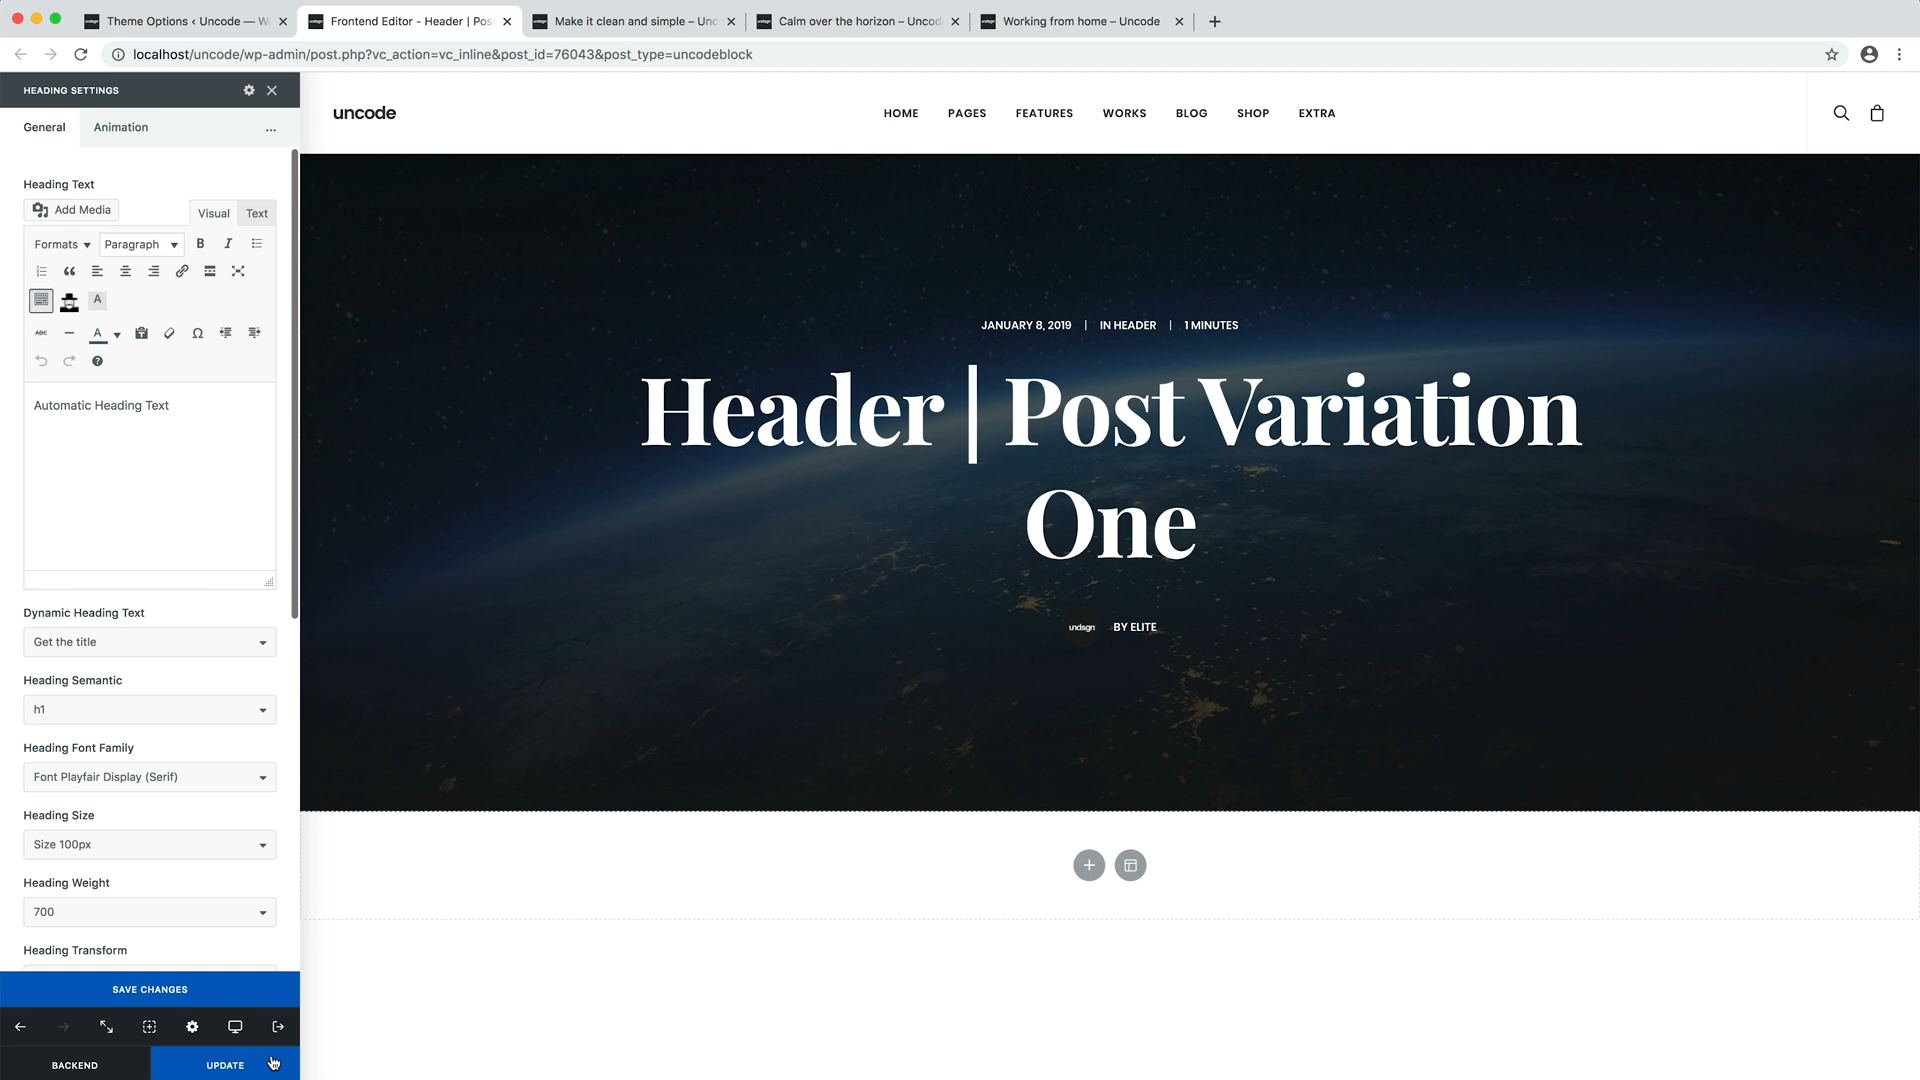 Theme Options ‹ Uncode — W
Frontend Editor - Header | Pos
Make it clean and simple – Unc
Calm over the horizon – Uncod
Working from home – Uncode
localhost/uncode/wp-admin/post.php?vc_action=vc_inline&post_id=76043&post_type=uncodeblock
HEADING SETTINGS
General
Animation
...
Heading Text
Add Media
Visual
Text
Formats
Paragraph
B
I
A
ABC
A
Ω
Automatic Heading Text
Dynamic Heading Text
Get the title
Heading Semantic
h1
Heading Font Family
Font Playfair Display (Serif)
Heading Size
Size 100px
Heading Weight
700
Heading Transform
SAVE CHANGES
BACKEND
UPDATE
uncode
HOME
PAGES
FEATURES
WORKS
BLOG
SHOP
EXTRA
JANUARY 8, 2019 | IN HEADER | 1 MINUTES
Header | Post Variation
One
undsgn BY ELITE